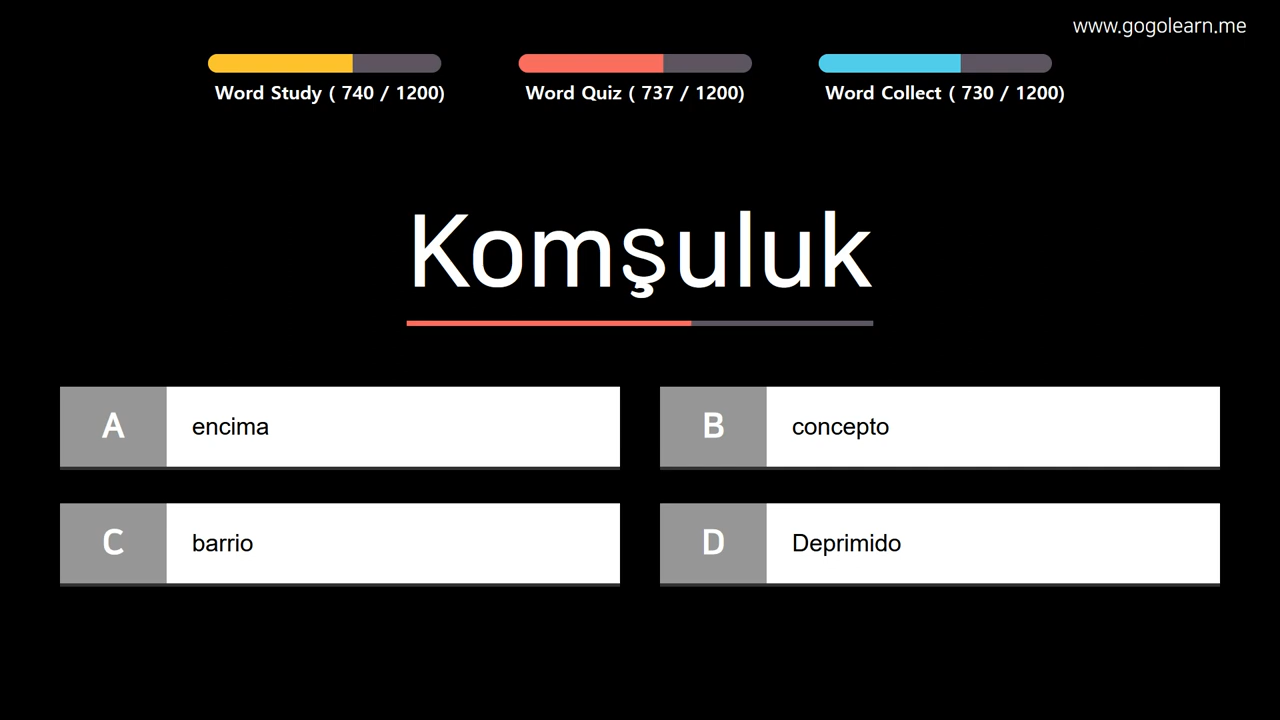 www.gogolearn.me
Word Study ( 740 / 1200)
Word Quiz ( 737 / 1200)
Word Collect ( 730 / 1200)
Komşuluk
A encima
B concepto
C barrio
D Deprimido